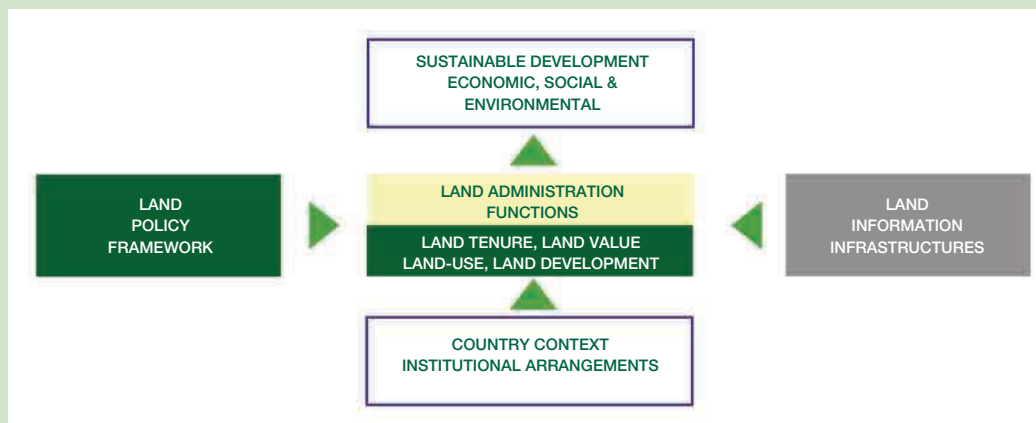 SUSTAINABLE DEVELOPMENT
ECONOMIC, SOCIAL &
ENVIRONMENTAL
LAND
POLICY
FRAMEWORK
LAND ADMINISTRATION
FUNCTIONS
LAND TENURE, LAND VALUE
LAND-USE, LAND DEVELOPMENT
LAND
INFORMATION
INFRASTRUCTURES
COUNTRY CONTEXT
INSTITUTIONAL ARRANGEMENTS